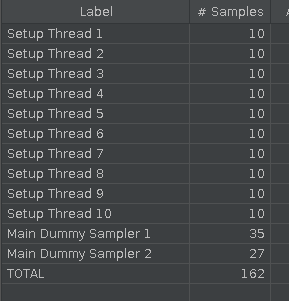 Label # Samples
Setup Thread 1 10
Setup Thread 2 10
Setup Thread 3 10
Setup Thread 4 10
Setup Thread 5 10
Setup Thread 6 10
Setup Thread 7 10
Setup Thread 8 10
Setup Thread 9 10
Setup Thread 10 10
Main Dummy Sampler 1 35
Main Dummy Sampler 2 27
TOTAL 162